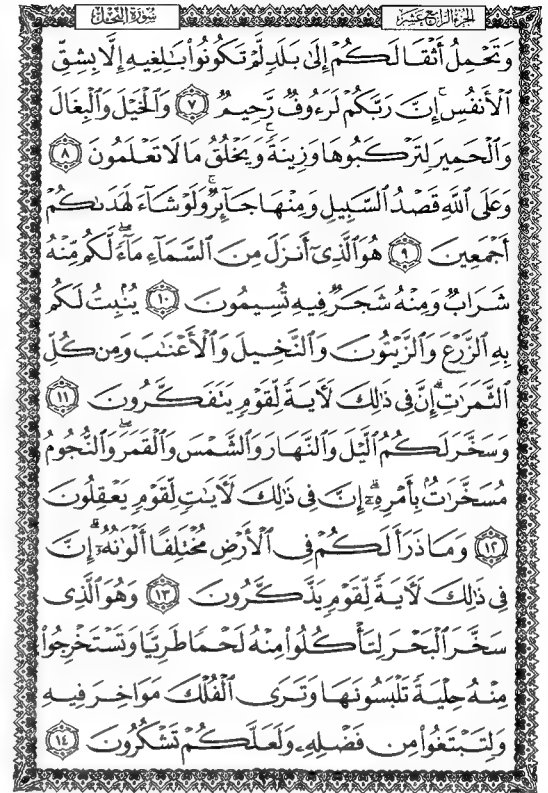 الجزء الرابع عشر
سورة النحل
وَتَحْمِلُ أَثْقَالَكُمْ إِلَىٰ بَلَدٍ لَّمْ تَكُونُوا۟ بَـٰلِغِيهِ إِلَّا بِشِقِّ
ٱلْأَنفُسِ ۚ إِنَّ رَبَّكُمْ لَرَءُوفٌ رَّحِيمٌ ٧ وَٱلْخَيْلَ وَٱلْبِغَالَ
وَٱلْحَمِيرَ لِتَرْكَبُوهَا وَزِينَةً ۚ وَيَخْلُقُ مَا لَا تَعْلَمُونَ ٨
وَعَلَى ٱللَّهِ قَصْدُ ٱلسَّبِيلِ وَمِنْهَا جَآئِرٌ ۚ وَلَوْ شَآءَ لَهَدَىٰكُمْ
أَجْمَعِينَ ٩ هُوَ ٱلَّذِىٓ أَنزَلَ مِنَ ٱلسَّمَآءِ مَآءً ۖ لَّكُم مِّنْهُ
شَرَابٌ وَمِنْهُ شَجَرٌ فِيهِ تُسِيمُونَ ١٠ يُنۢبِتُ لَكُم
بِهِ ٱلزَّرْعَ وَٱلزَّيْتُونَ وَٱلنَّخِيلَ وَٱلْأَعْنَـٰبَ وَمِن كُلِّ
ٱلثَّمَرَٰتِ ۗ إِنَّ فِى ذَٰلِكَ لَـَٔايَةً لِّقَوْمٍ يَتَفَكَّرُونَ ١١
وَسَخَّرَ لَكُمُ ٱلَّيْلَ وَٱلنَّهَارَ وَٱلشَّمْسَ وَٱلْقَمَرَ ۖ وَٱلنُّجُومُ
مُسَخَّرَٰتٌۢ بِأَمْرِهِۦٓ ۗ إِنَّ فِى ذَٰلِكَ لَـَٔايَـٰتٍ لِّقَوْمٍ يَعْقِلُونَ
١٢ وَمَا ذَرَأَ لَكُمْ فِى ٱلْأَرْضِ مُخْتَلِفًا أَلْوَٰنُهُۥٓ ۗ إِنَّ
فِى ذَٰلِكَ لَـَٔايَةً لِّقَوْمٍ يَذَّكَّرُونَ ١٣ وَهُوَ ٱلَّذِى
سَخَّرَ ٱلْبَحْرَ لِتَأْكُلُوا۟ مِنْهُ لَحْمًا طَرِيًّا وَتَسْتَخْرِجُوا۟
مِنْهُ حِلْيَةً تَلْبَسُونَهَا وَتَرَى ٱلْفُلْكَ مَوَاخِرَ فِيهِ
وَلِتَبْتَغُوا۟ مِن فَضْلِهِۦ وَلَعَلَّكُمْ تَشْكُرُونَ ١٤